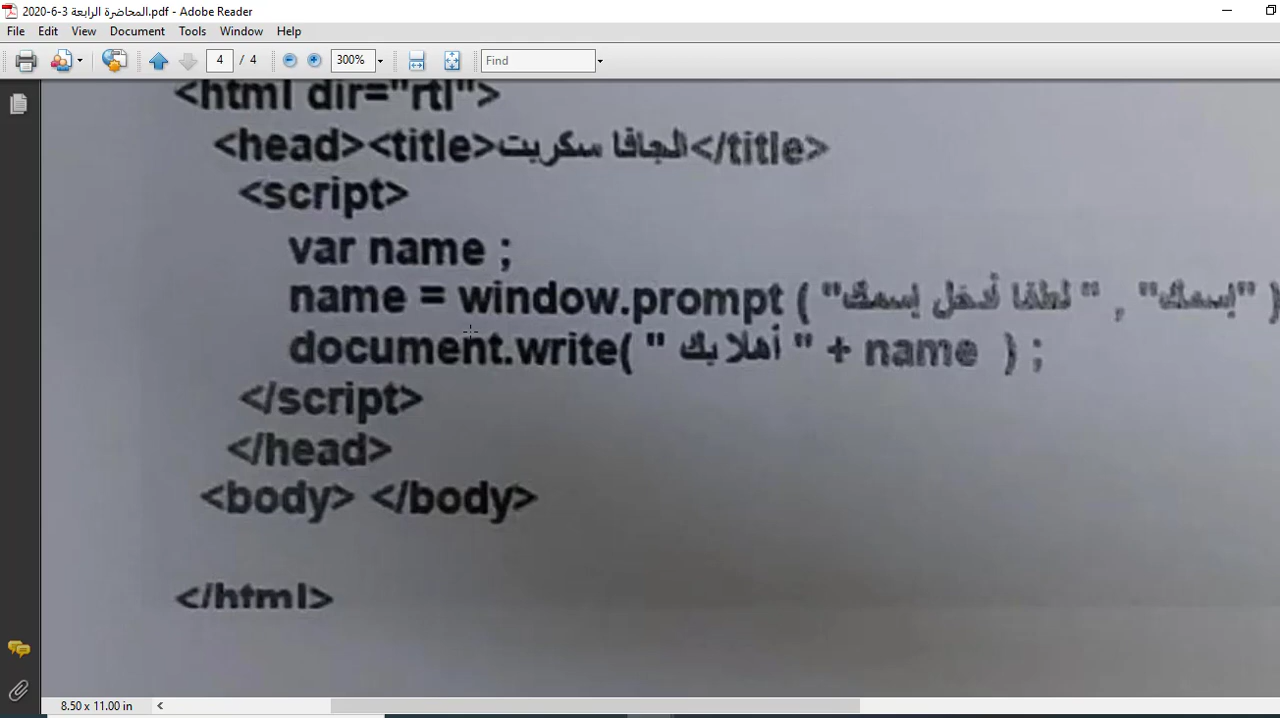 المحاضرة الرابعة 3-6-2020.pdf - Adobe Reader
File Edit View Document Tools Window Help
4 / 4 300% Find
<html dir="rtl">
<head><title>الجافا سكربت</title>
<script>
var name ;
name = window.prompt ( "لطفا أدخل إسمك " , "إسمك" )
document.write( " أهلا بك " + name ) ;
</script>
</head>
<body> </body>
</html>
8.50 x 11.00 in